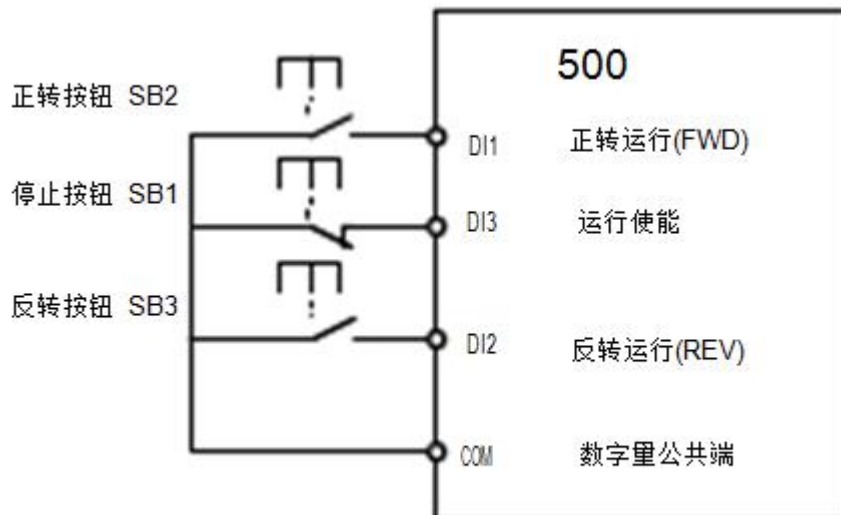 500
正转按钮 SB2
DI1 正转运行(FWD)
停止按钮 SB1
DI3 运行使能
反转按钮 SB3
DI2 反转运行(REV)
COM 数字量公共端